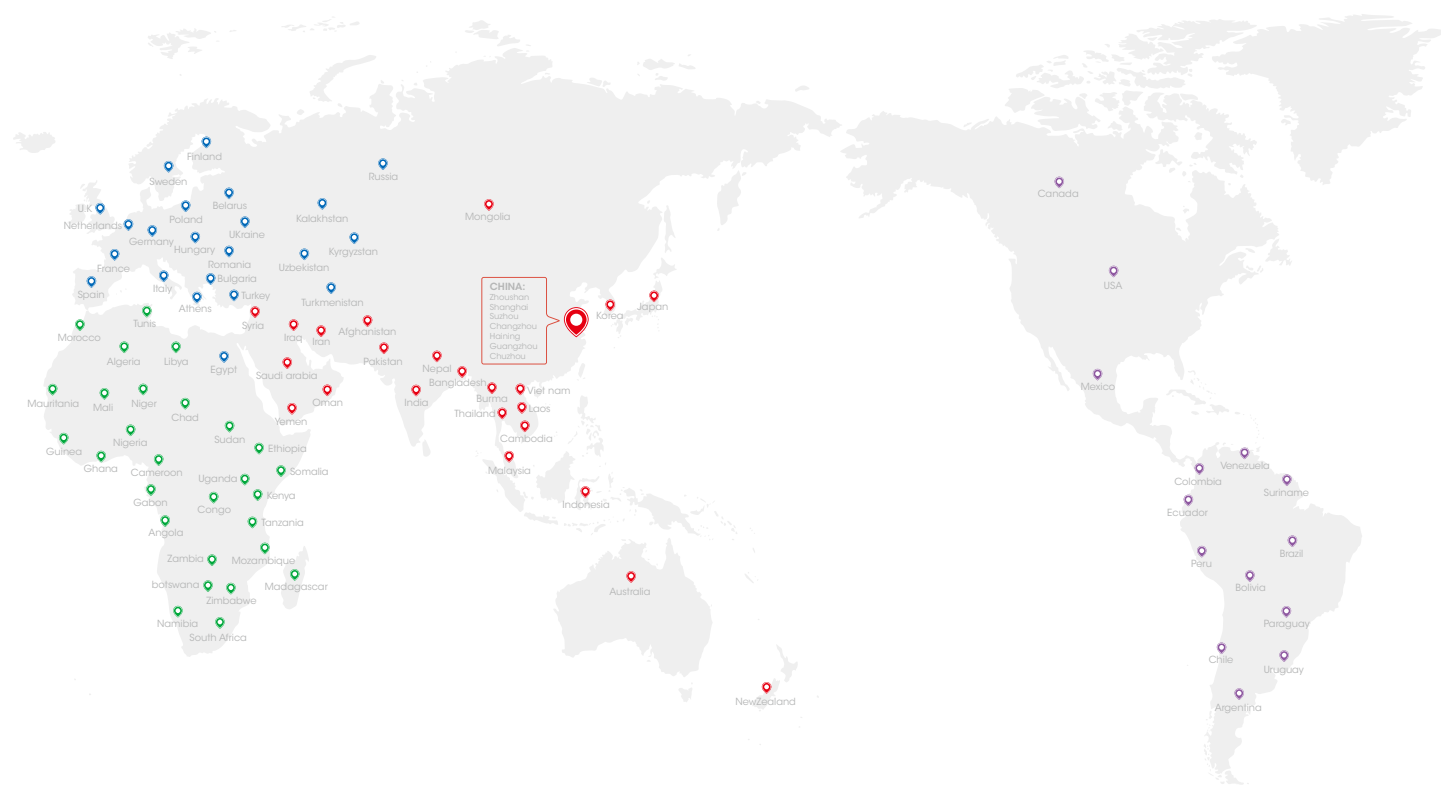 Finland
Sweden
Russia
U.K
Netherlands
Poland
Belarus
Kalakhstan
Germany
Hungary
UKraine
Kyrgyzstan
France
Romania
Uzbekistan
Spain
Italy
Bulgaria
Athens
Turkey
Turkmenistan
Mongolia
CHINA:
Zhoushan
Shanghai
Suzhou
Changzhou
Haining
Guangzhou
Chuzhou
Korea
Japan
Tunis
Syria
Morocco
Iraq
Iran
Afghanistan
Algeria
Libya
Egypt
Saudi arabia
Pakistan
Nepal
Bangladesh
Mauritania
Mali
Niger
Chad
Oman
India
Burma
Viet nam
Yemen
Thailand
Laos
Guinea
Nigeria
Sudan
Ethiopia
Cambodia
Ghana
Cameroon
Uganda
Somalia
Malaysia
Gabon
Congo
Kenya
Indonesia
Angola
Tanzania
Zambia
Mozambique
botswana
Zimbabwe
Madagascar
Namibia
South Africa
Australia
NewZealand
Canada
USA
Mexico
Venezuela
Colombia
Suriname
Ecuador
Peru
Brazil
Bolivia
Paraguay
Chile
Uruguay
Argentina